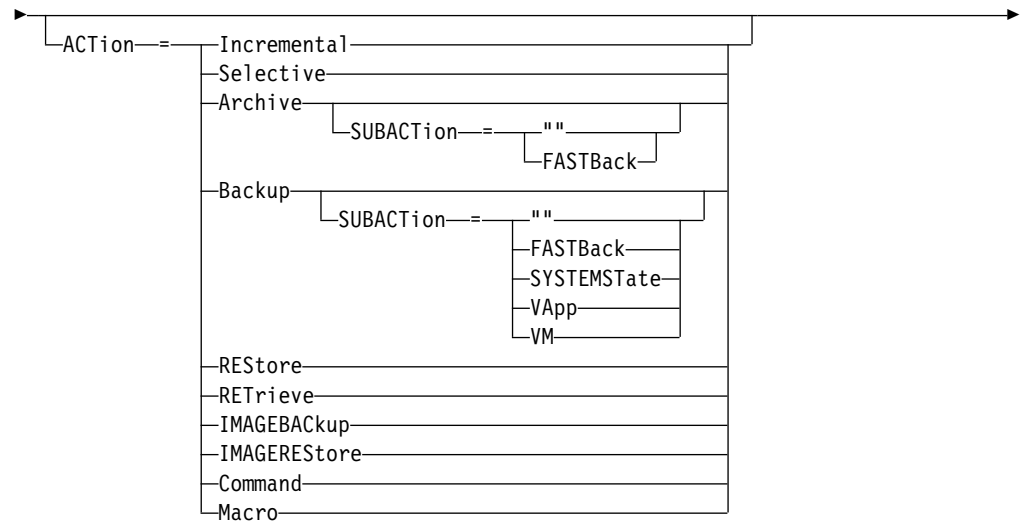 ACTion = Incremental
Selective
Archive
SUBACTion = ""
FASTBack
Backup
SUBACTion = ""
FASTBack
SYSTEMSTate
VApp
VM
REStore
RETrieve
IMAGEBACkup
IMAGEREStore
Command
Macro